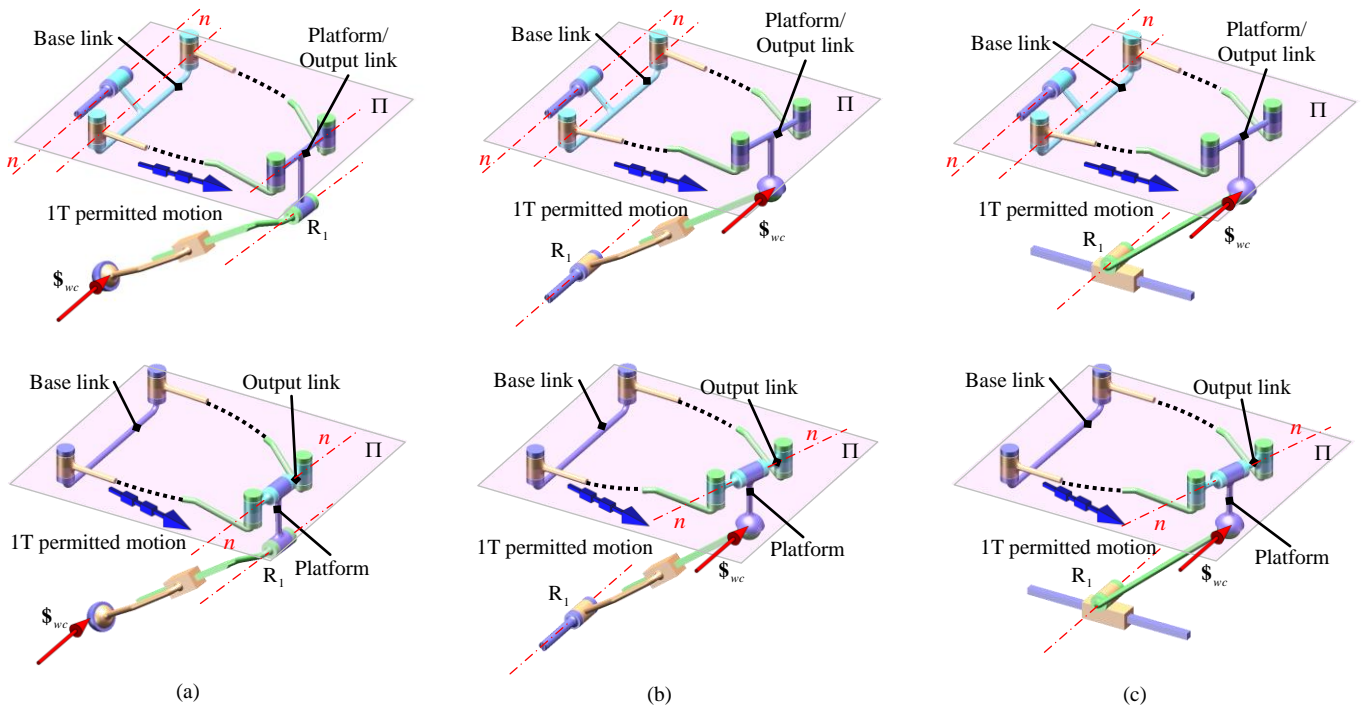 n
Base link
Platform/
Output link
Π
n
1T permitted motion
R1
$wc
n
Base link
Platform/
Output link
Π
n
1T permitted motion
R1
$wc
n
Base link
Platform/
Output link
Π
n
1T permitted motion
R1
$wc
Base link
Output link
n
Π
1T permitted motion
n
R1
Platform
$wc
Base link
Output link
n
Π
n
1T permitted motion
Platform
R1
$wc
Base link
Output link
n
Π
n
1T permitted motion
Platform
R1
$wc
(a)
(b)
(c)